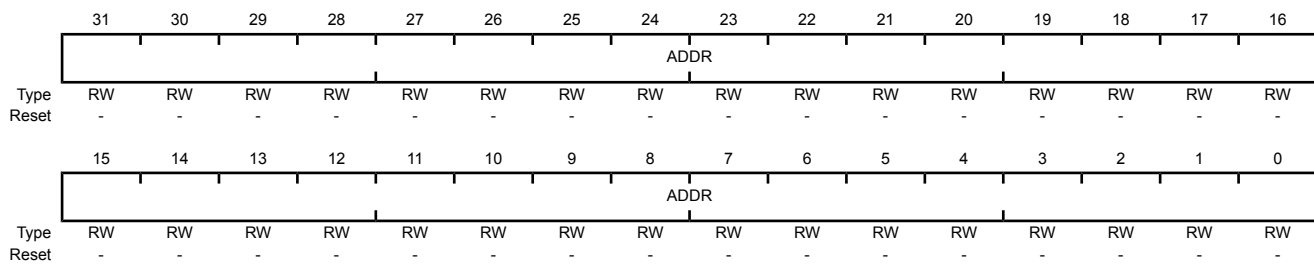 31 30 29 28 27 26 25 24 23 22 21 20 19 18 17 16
ADDR
Type RW RW RW RW RW RW RW RW RW RW RW RW RW RW RW RW
Reset - - - - - - - - - - - - - - - -
15 14 13 12 11 10 9 8 7 6 5 4 3 2 1 0
ADDR
Type RW RW RW RW RW RW RW RW RW RW RW RW RW RW RW RW
Reset - - - - - - - - - - - - - - - -